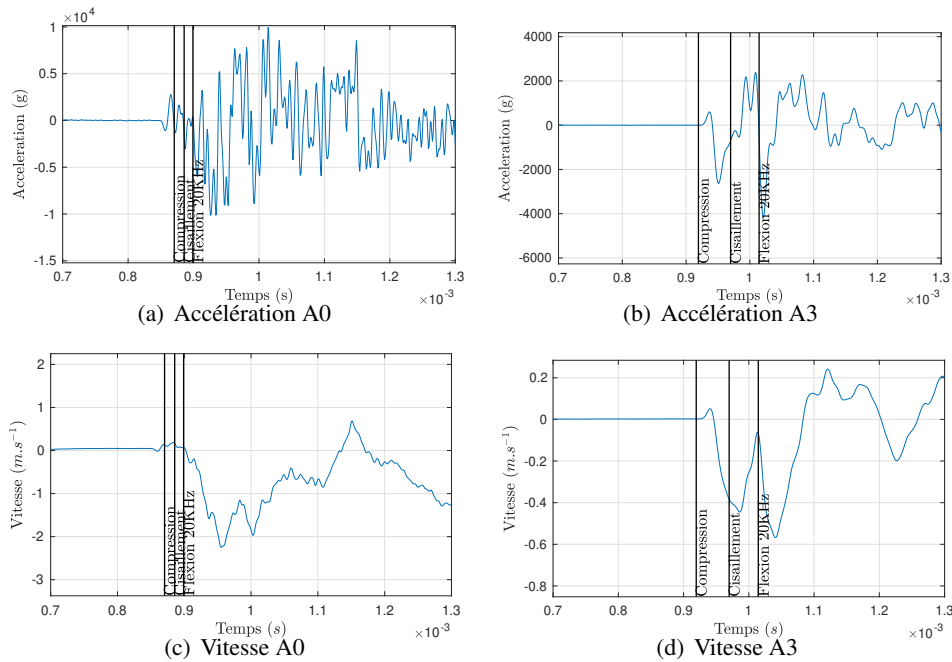 ×10⁴
Acceleration (g)
1
0.5
0
-0.5
-1
-1.5
Compression
Cisaillement
Flexion 20KHz
0.7 0.8 0.9 1 1.1 1.2 1.3
Temps (s)
×10⁻³
(a) Accélération A0
Acceleration (g)
4000
2000
0
-2000
-4000
-6000
Compression
Cisaillement
Flexion 20KHz
0.7 0.8 0.9 1 1.1 1.2 1.3
Temps (s)
×10⁻³
(b) Accélération A3
Vitesse (m.s⁻¹)
2
1
0
-1
-2
-3
Compression
Cisaillement
Flexion 20KHz
0.7 0.8 0.9 1 1.1 1.2 1.3
Temps (s)
×10⁻³
(c) Vitesse A0
Vitesse (m.s⁻¹)
0.2
0
-0.2
-0.4
-0.6
-0.8
Compression
Cisaillement
Flexion 20KHz
0.7 0.8 0.9 1 1.1 1.2 1.3
Temps (s)
×10⁻³
(d) Vitesse A3